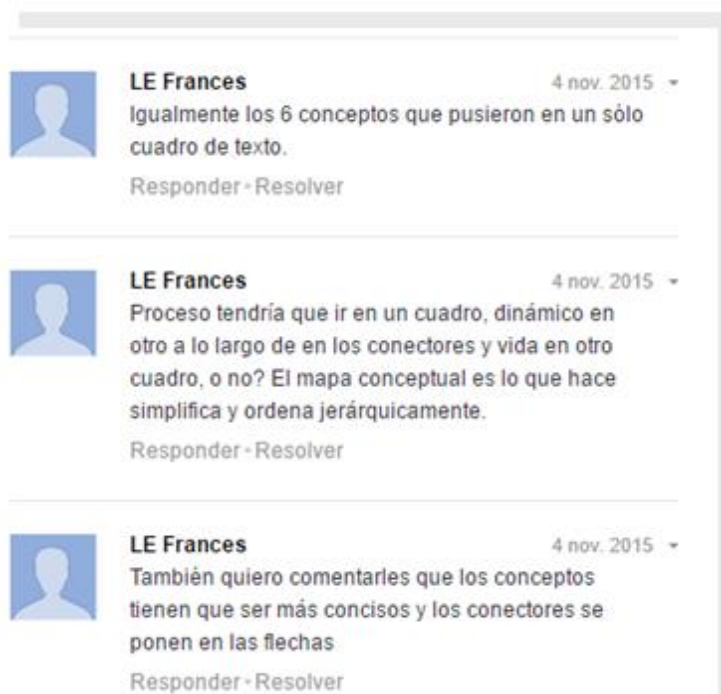 LE Frances 4 nov. 2015
Igualmente los 6 conceptos que pusieron en un sólo
cuadro de texto.
Responder • Resolver
LE Frances 4 nov. 2015
Proceso tendría que ir en un cuadro, dinámico en
otro a lo largo de en los conectores y vida en otro
cuadro, o no? El mapa conceptual es lo que hace
simplifica y ordena jerárquicamente.
Responder • Resolver
LE Frances 4 nov. 2015
También quiero comentarles que los conceptos
tienen que ser más concisos y los conectores se
ponen en las flechas
Responder • Resolver